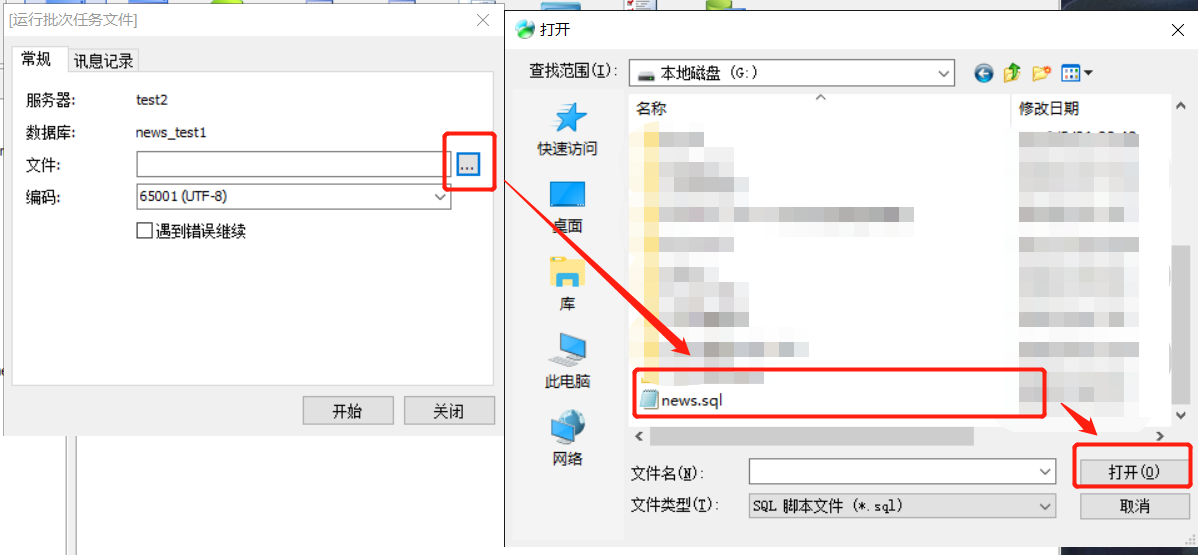 [运行批次任务文件]
常规
讯息记录
服务器:
test2
数据库:
news_test1
文件:
...
编码:
65001 (UTF-8)
遇到错误继续
开始
关闭
打开
查找范围(I):
本地磁盘 (G:)
名称
修改日期
快速访问
桌面
库
此电脑
网络
news.sql
文件名(N):
打开(O)
文件类型(T):
SQL 脚本文件 (*.sql)
取消